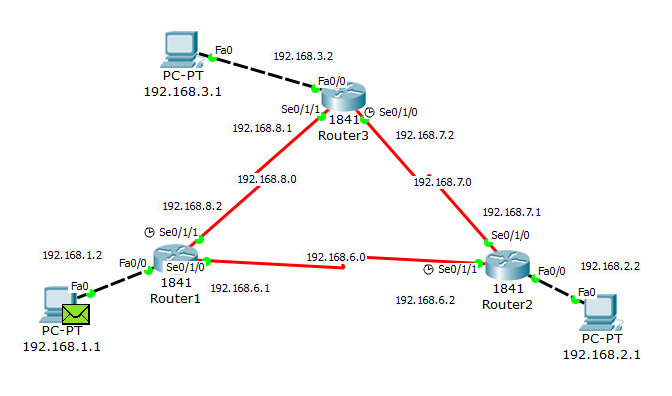 Fa0
192.168.3.2
PC-PT
192.168.3.1
Fa0/0
Se0/1/1
Se0/1/0
1841
Router3
192.168.8.1
192.168.7.2
192.168.8.0
192.168.7.0
192.168.8.2
192.168.7.1
Se0/1/1
Se0/1/0
192.168.1.2
192.168.6.0
Fa0/0
Se0/1/0
Se0/1/1
Fa0/0
192.168.2.2
1841
Router1
1841
Router2
Fa0
192.168.6.1
192.168.6.2
Fa0
PC-PT
192.168.1.1
PC-PT
192.168.2.1